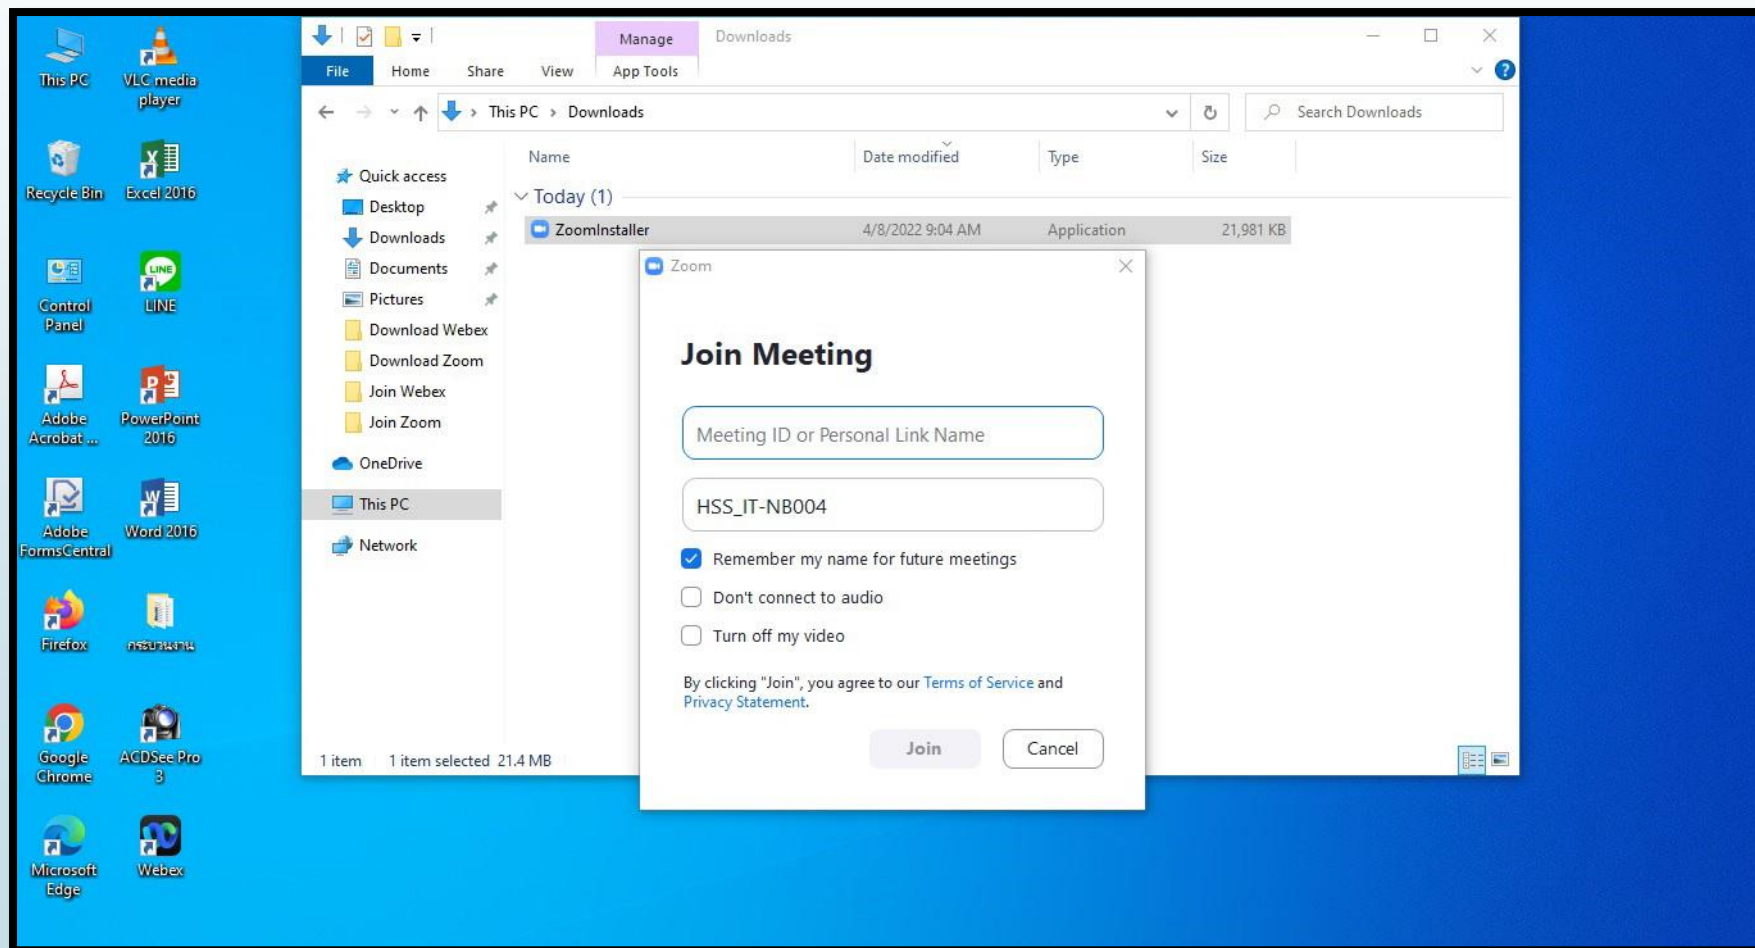 This PC
VLC media
player
Recycle Bin
Excel 2016
Control
Panel
LINE
LINE
Adobe
Acrobat ...
PowerPoint
2016
Adobe
FormsCentral
Word 2016
Firefox
กระบวนงาน
Google
Chrome
ACDSee Pro
3
Microsoft
Edge
Webex
Manage
Downloads
File
Home
Share
View
App Tools
This PC > Downloads
Search Downloads
Name
Date modified
Type
Size
Quick access
Desktop
Downloads
Documents
Pictures
Download Webex
Download Zoom
Join Webex
Join Zoom
OneDrive
This PC
Network
Today (1)
ZoomInstaller
4/8/2022 9:04 AM
Application
21,981 KB
Zoom
Join Meeting
Meeting ID or Personal Link Name
HSS_IT-NB004
Remember my name for future meetings
Don't connect to audio
Turn off my video
By clicking "Join", you agree to our Terms of Service and
Privacy Statement.
Join
Cancel
1 item
1 item selected 21.4 MB